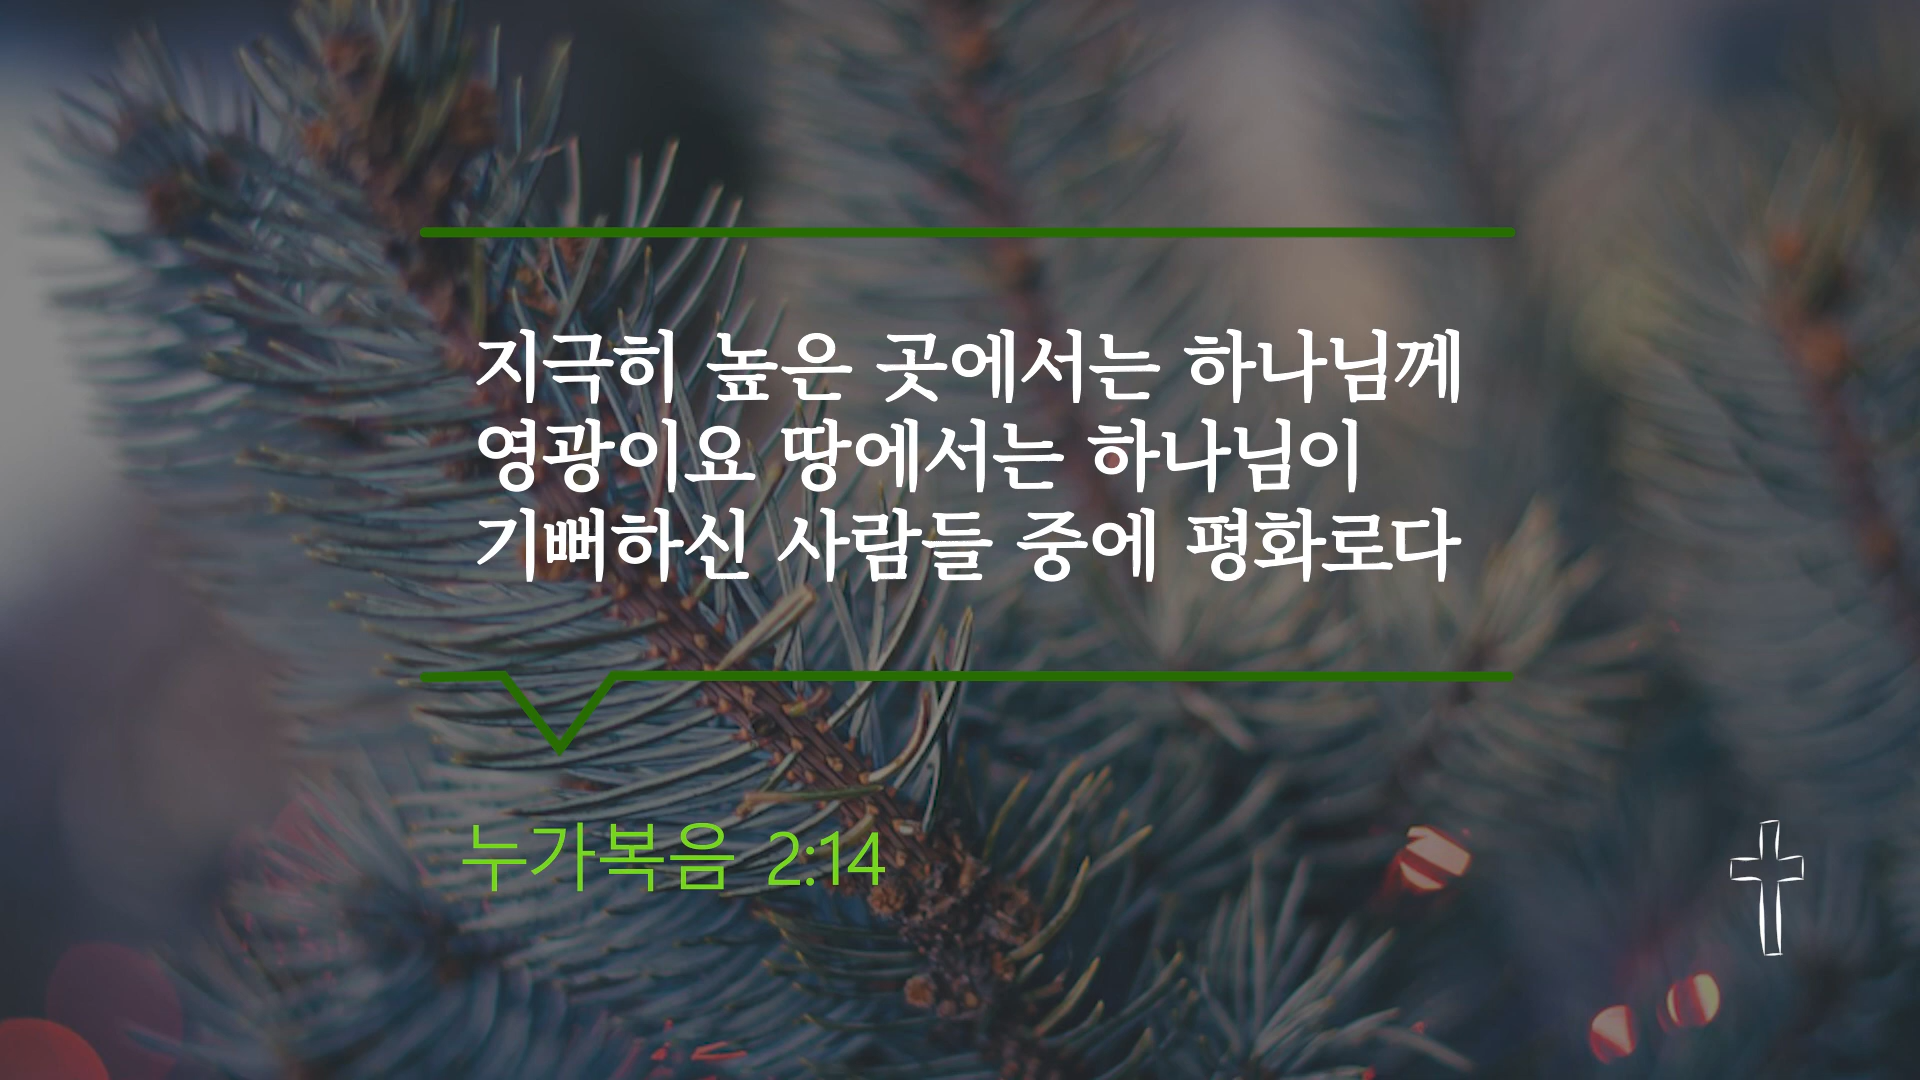 지극히 높은 곳에서는 하나님께
영광이요 땅에서는 하나님이
기뻐하신 사람들 중에 평화로다
누가복음 2:14